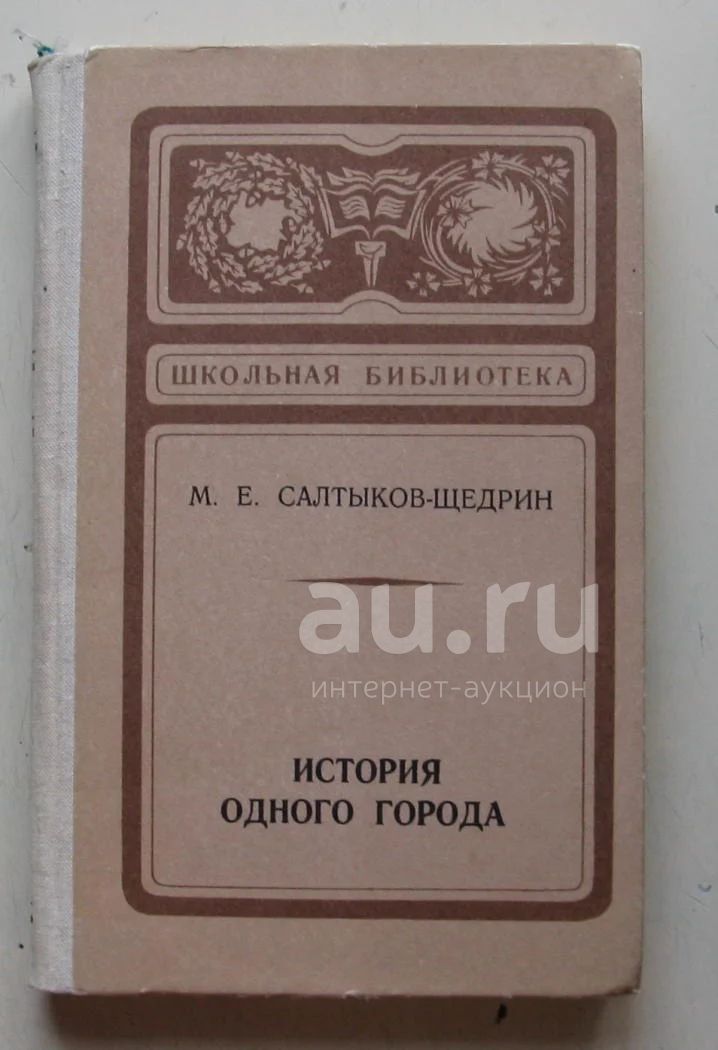 ШКОЛЬНАЯ БИБЛИОТЕКА
М. Е. САЛТЫКОВ-ЩЕДРИН
au.ru
интернет-аукцион
ИСТОРИЯ
ОДНОГО ГОРОДА